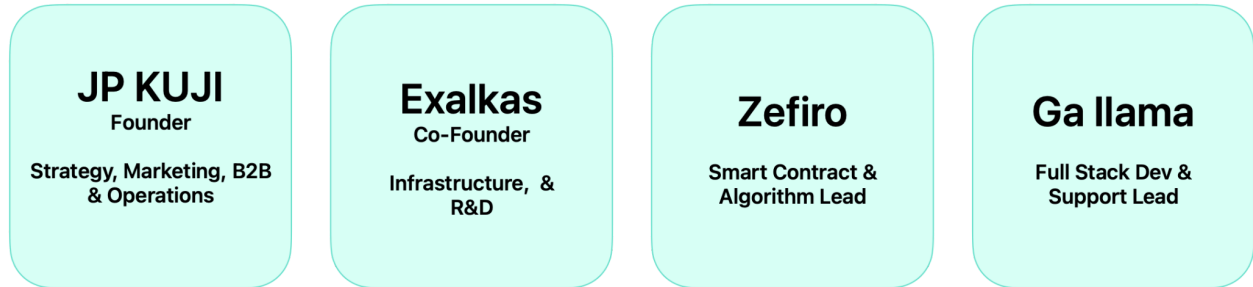 JP KUJI
Founder
Strategy, Marketing, B2B
& Operations
Exalkas
Co-Founder
Infrastructure,  &
R&D
Zefiro
Smart Contract &
Algorithm Lead
Ga llama
Full Stack Dev &
Support Lead